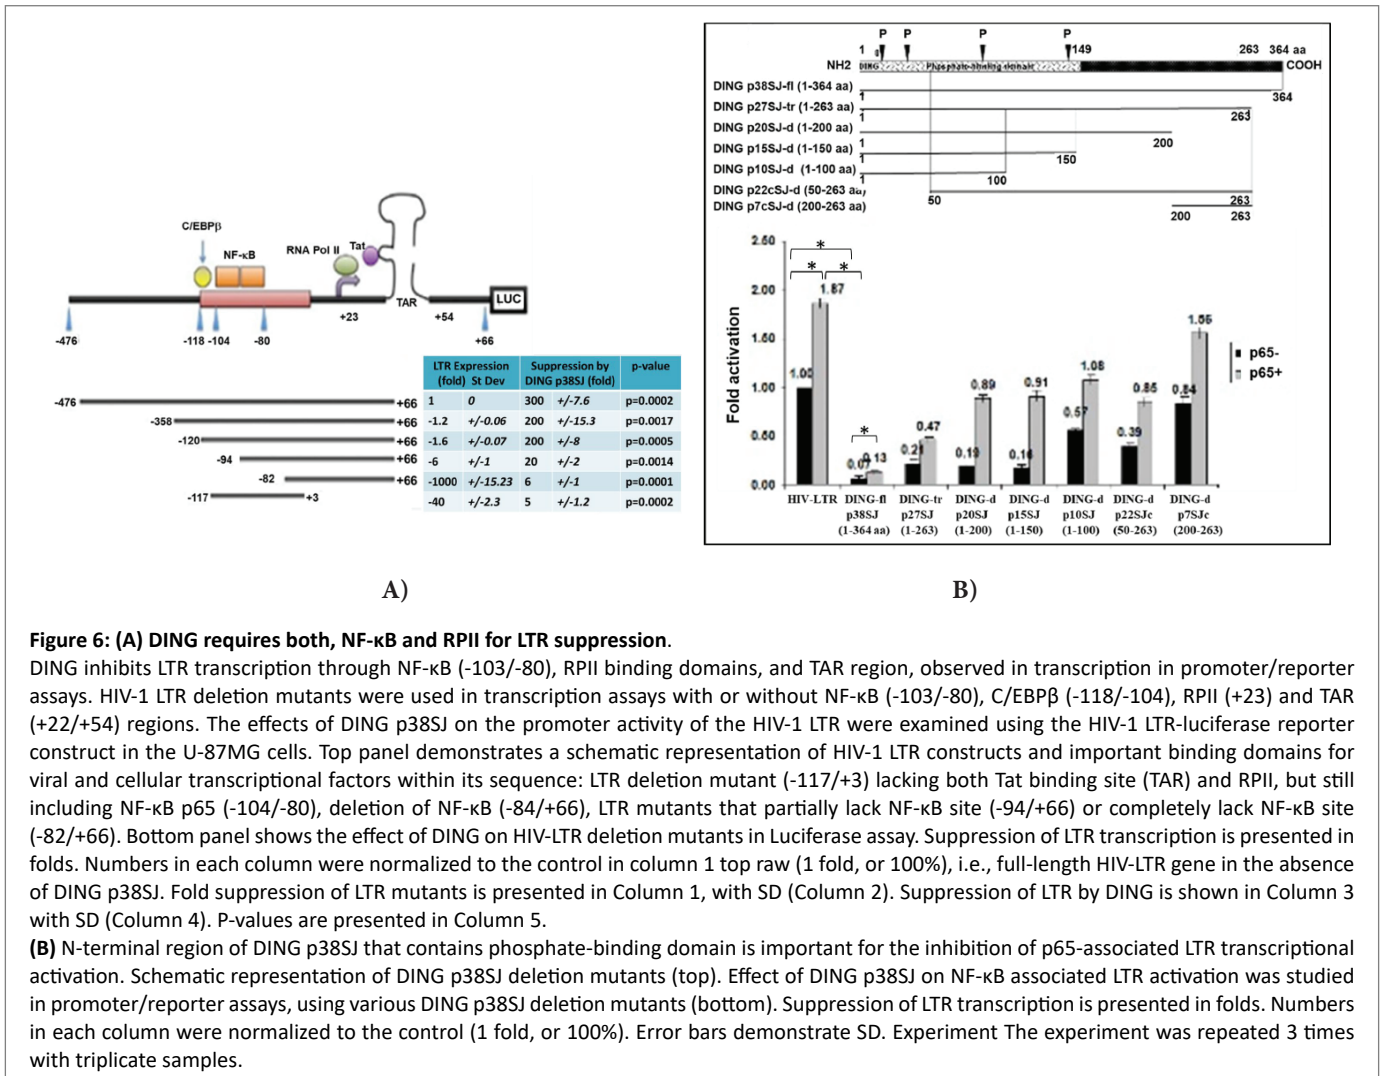 C/EBPβ
NF-κB
RNA Pol II
Tat
TAR
LUC
+23
+54
-476
-118
-104
-80
+66
LTR Expression (fold) St Dev
Suppression by DING p38SJ (fold)
p-value
-476 +66 1 0 300 +/-7.6 p=0.0002
-358 +66 -1.2 +/-0.06 200 +/-15.3 p=0.0017
-120 +66 -1.6 +/-0.07 200 +/-8 p=0.0005
-94 +66 -6 +/-1 20 +/-2 p=0.0014
-82 +66 -1000 +/-15.23 6 +/-1 p=0.0001
-117 +3 -40 +/-2.3 5 +/-1.2 p=0.0002
A)
P P P P
1 149 263 364 aa
NH2 DING Phosphate-binding domain COOH
DING p38SJ-fl (1-364 aa) 1 364
DING p27SJ-tr (1-263 aa) 1 263
DING p20SJ-d (1-200 aa) 1 200
DING p15SJ-d (1-150 aa) 1 150
DING p10SJ-d (1-100 aa) 1 100
DING p22cSJ-d (50-263 aa) 50 263
DING p7cSJ-d (200-263 aa) 200 263
Fold activation
2.50
2.00
1.50
1.00
0.50
0.00
* * * *
1.00 1.87
0.07 0.13
0.21 0.47
0.19 0.89
0.16 0.91
0.57 1.08
0.39 0.85
0.84
p65-
p65+
HIV-LTR
DING-fl p38SJ (1-364 aa)
DING-tr p27SJ (1-263)
DING-d p20SJ (1-200)
DING-d p15SJ (1-150)
DING-d p10SJ (1-100)
DING-d p22SJc (50-263)
DING-d p7SJc (200-263)
B)
Figure 6: (A) DING requires both, NF-κB and RPII for LTR suppression.
DING inhibits LTR transcription through NF-κB (-103/-80), RPII binding domains, and TAR region, observed in transcription in promoter/reporter
assays. HIV-1 LTR deletion mutants were used in transcription assays with or without NF-κB (-103/-80), C/EBPβ (-118/-104), RPII (+23) and TAR
(+22/+54) regions. The effects of DING p38SJ on the promoter activity of the HIV-1 LTR were examined using the HIV-1 LTR-luciferase reporter
construct in the U-87MG cells. Top panel demonstrates a schematic representation of HIV-1 LTR constructs and important binding domains for
viral and cellular transcriptional factors within its sequence: LTR deletion mutant (-117/+3) lacking both Tat binding site (TAR) and RPII, but still
including NF-κB p65 (-104/-80), deletion of NF-κB (-84/+66), LTR mutants that partially lack NF-κB site (-94/+66) or completely lack NF-κB site
(-82/+66). Bottom panel shows the effect of DING on HIV-LTR deletion mutants in Luciferase assay. Suppression of LTR transcription is presented in
folds. Numbers in each column were normalized to the control in column 1 top raw (1 fold, or 100%), i.e., full-length HIV-LTR gene in the absence
of DING p38SJ. Fold suppression of LTR mutants is presented in Column 1, with SD (Column 2). Suppression of LTR by DING is shown in Column 3
with SD (Column 4). P-values are presented in Column 5.
(B) N-terminal region of DING p38SJ that contains phosphate-binding domain is important for the inhibition of p65-associated LTR transcriptional
activation. Schematic representation of DING p38SJ deletion mutants (top). Effect of DING p38SJ on NF-κB associated LTR activation was studied
in promoter/reporter assays, using various DING p38SJ deletion mutants (bottom). Suppression of LTR transcription is presented in folds. Numbers
in each column were normalized to the control (1 fold, or 100%). Error bars demonstrate SD. Experiment The experiment was repeated 3 times
with triplicate samples.